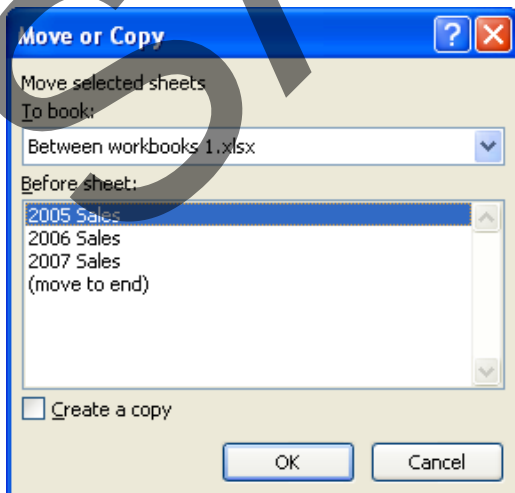 Move or Copy
Move selected sheets
To book:
Between workbooks 1.xlsx
Before sheet:
2005 Sales
2006 Sales
2007 Sales
(move to end)
Create a copy
OK Cancel